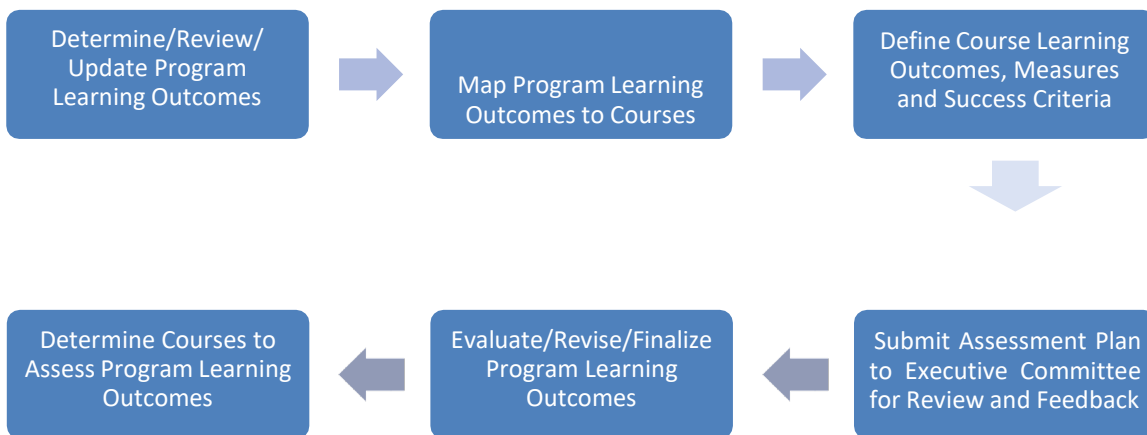 Determine/Review/
Update Program
Learning Outcomes
Map Program Learning
Outcomes to Courses
Define Course Learning
Outcomes, Measures
and Success Criteria
Submit Assessment Plan
to Executive Committee
for Review and Feedback
Evaluate/Revise/Finalize
Program Learning
Outcomes
Determine Courses to
Assess Program Learning
Outcomes